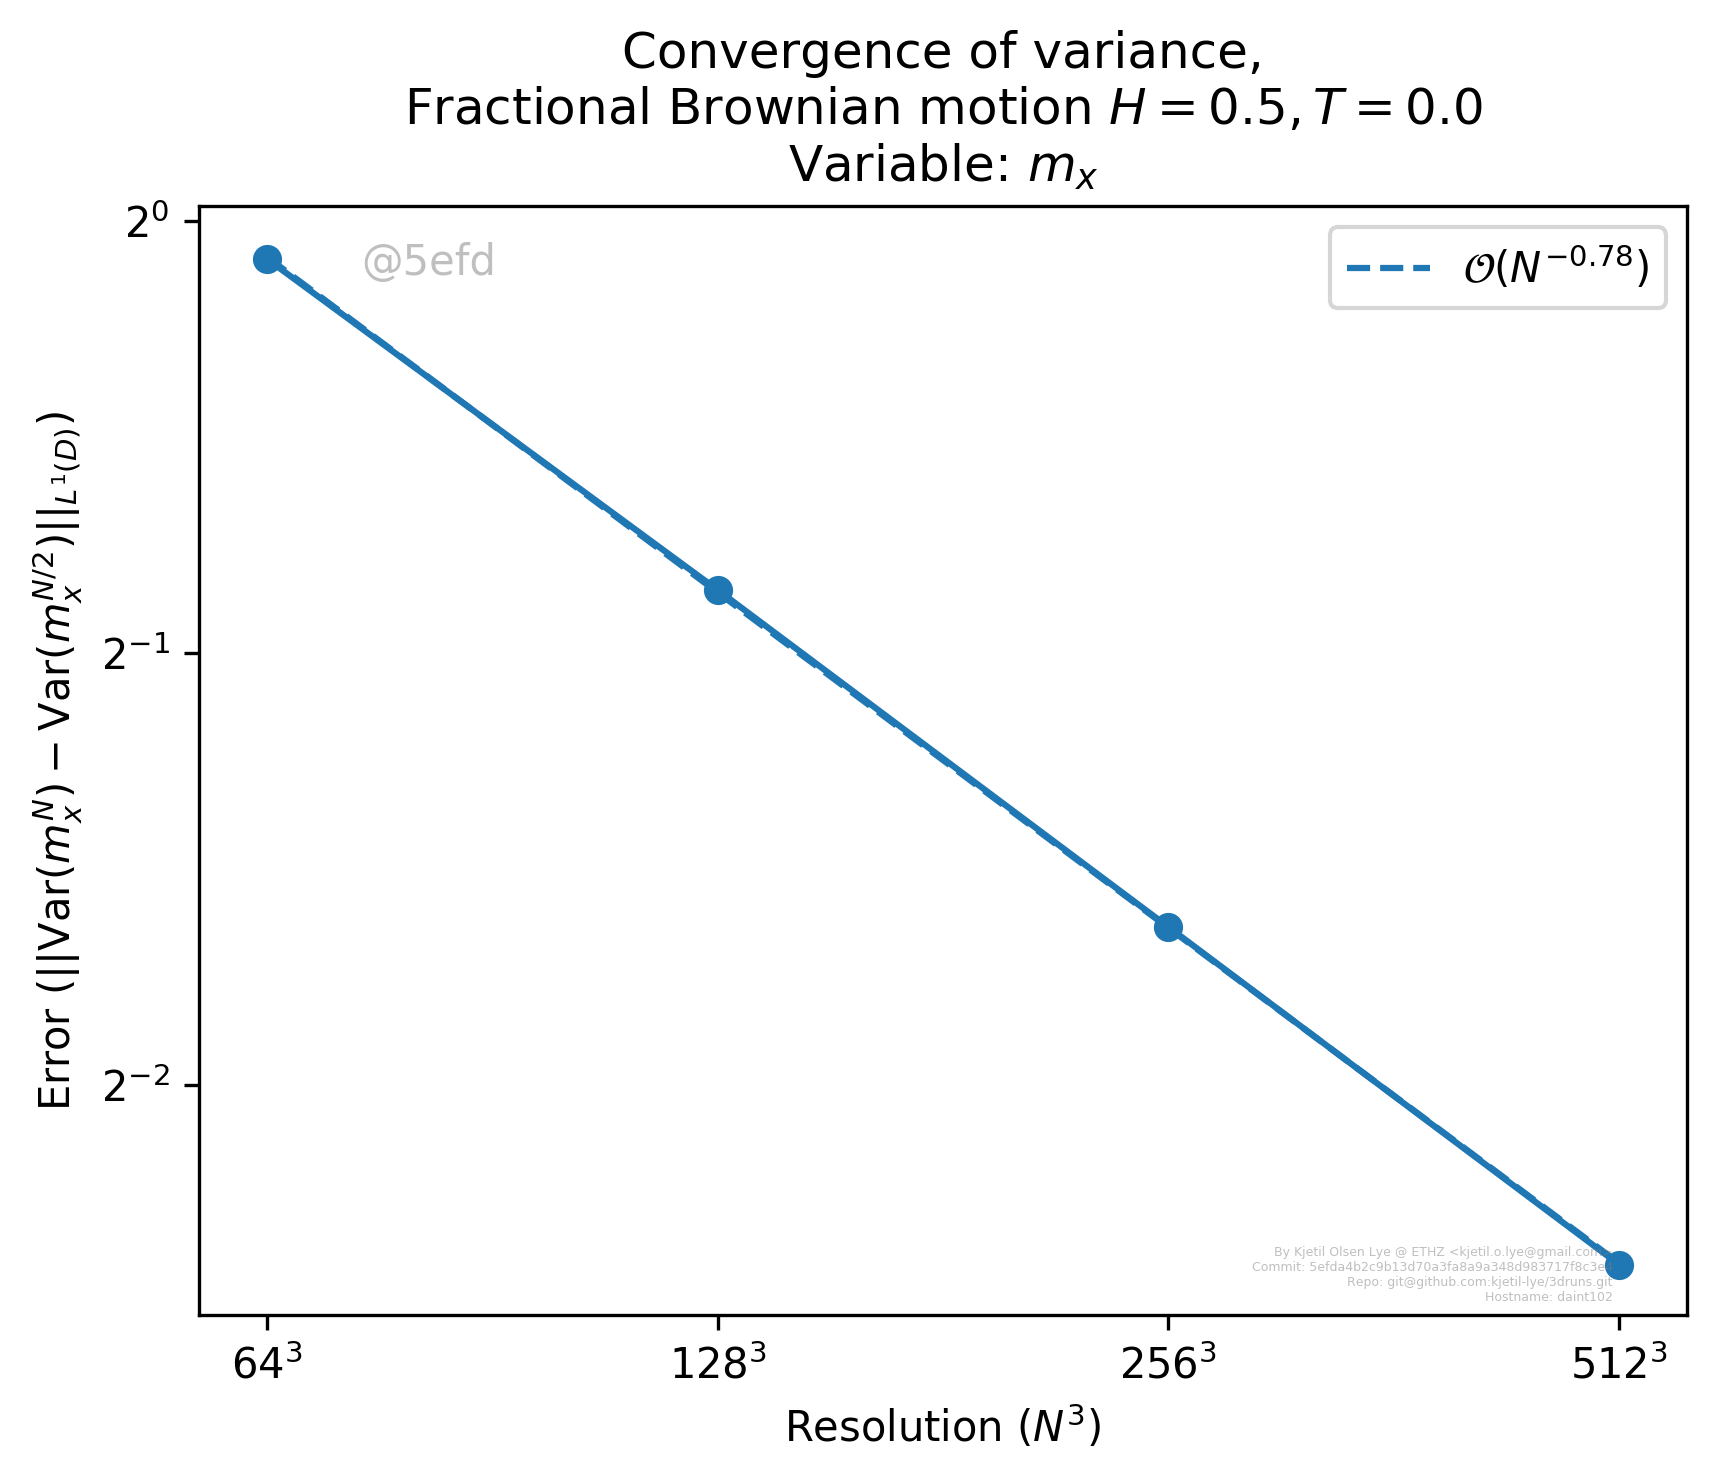 Convergence of variance,
Fractional Brownian motion H = 0.5, T = 0.0
Variable: m_x
2^0
2^{-1}
2^{-2}
Error (||Var(m_x^N) − Var(m_x^{N/2})||_{L^1(D)})
@5efd
𝒪(N^{−0.78})
By Kjetil Olsen Lye @ ETHZ <kjetil.o.lye@gmail.com>
Commit: 5efda4b2c9b13d70a3fa8a9a348d983717f8c3e
Repo: git@github.com:kjetil-lye/3druns.git
Hostname: daint102
64^3
128^3
256^3
512^3
Resolution (N^3)